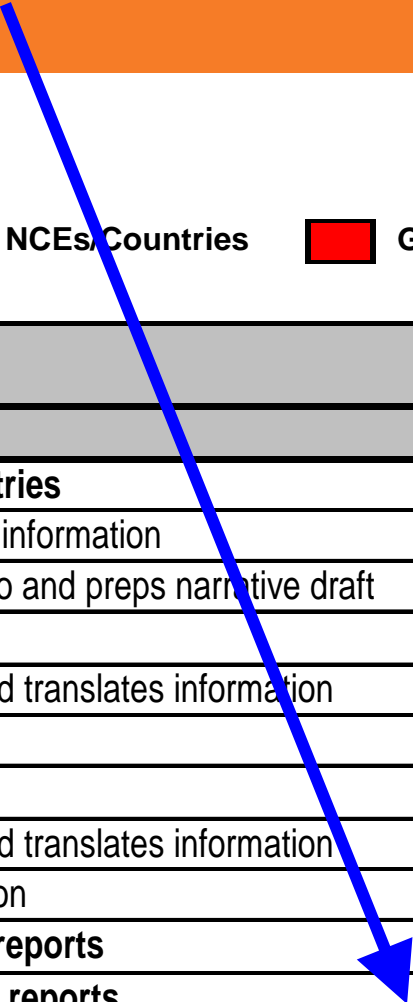 NCEs/Countries G
tries
information
o and preps narrative draft
d translates information
d translates information
on
reports
reports